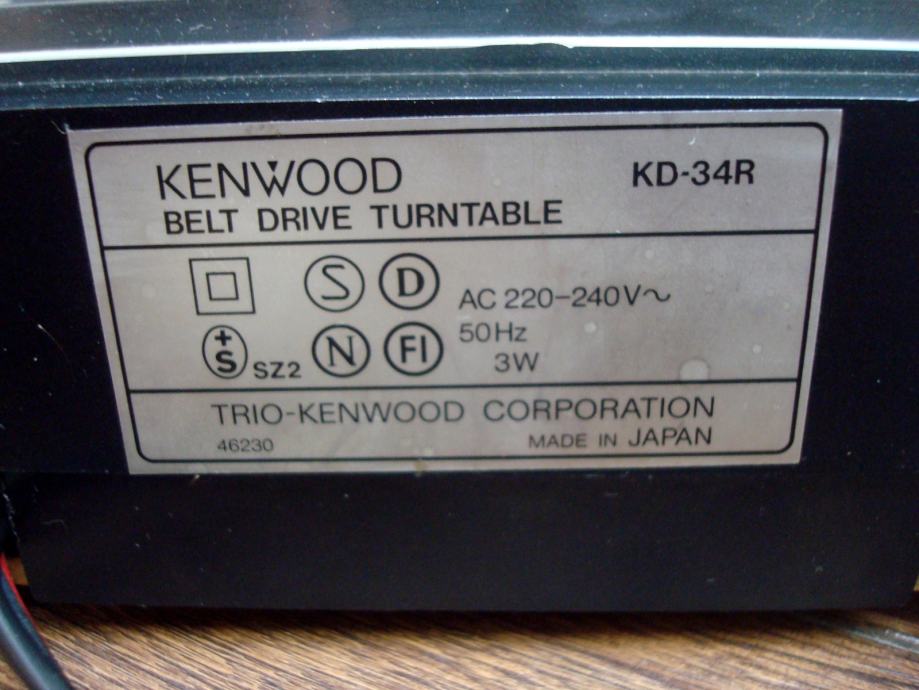 KENWOOD KD-34R
BELT DRIVE TURNTABLE
S D AC 220-240V~
50Hz
+S SZ2 N FI 3W
TRIO-KENWOOD CORPORATION
46230 MADE IN JAPAN